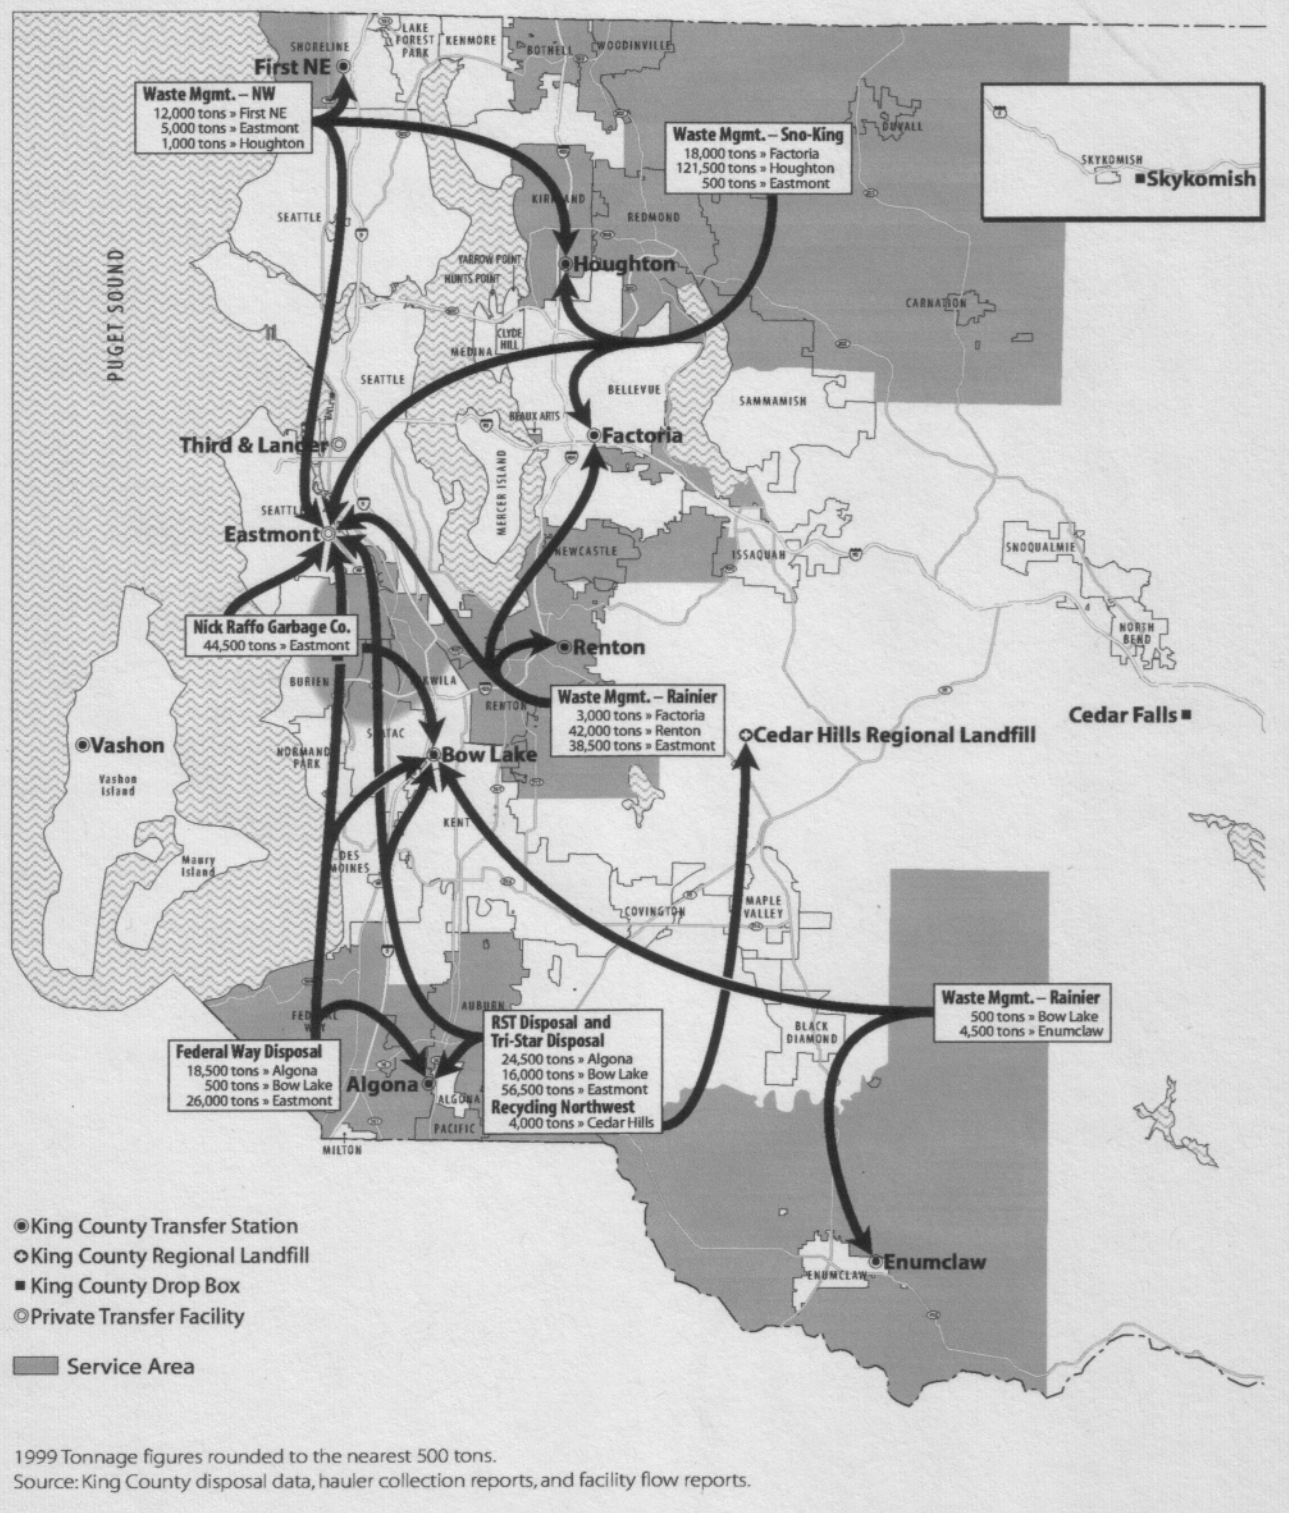 SHORELINE
LAKE
FOREST
PARK
KENMORE
BOTHELL
WOODINVILLE
First NE
Waste Mgmt. – NW
12,000 tons » First NE
5,000 tons » Eastmont
1,000 tons » Houghton
Waste Mgmt. – Sno-King
18,000 tons » Factoria
121,500 tons » Houghton
500 tons » Eastmont
DUVALL
SKYKOMISH
Skykomish
KIRKLAND
REDMOND
SEATTLE
PUGET SOUND
YARROW POINT
HUNTS POINT
Houghton
CARNATION
CLYDE
HILL
MEDINA
SEATTLE
BELLEVUE
SAMMAMISH
BEAUX ARTS
Third & Lander
Factoria
MERCER ISLAND
SEATTLE
Eastmont
NEWCASTLE
ISSAQUAH
SNOQUALMIE
NORTH
BEND
Nick Raffo Garbage Co.
44,500 tons » Eastmont
Renton
BURIEN
TUKWILA
RENTON
Waste Mgmt. – Rainier
3,000 tons » Factoria
42,000 tons » Renton
38,500 tons » Eastmont
Cedar Falls
Cedar Hills Regional Landfill
SEATAC
NORMANDY
PARK
Bow Lake
Vashon
Vashon
Island
KENT
Maury
Island
DES
MOINES
COVINGTON
MAPLE
VALLEY
AUBURN
FEDERAL
WAY
BLACK
DIAMOND
Waste Mgmt. – Rainier
500 tons » Bow Lake
4,500 tons » Enumclaw
RST Disposal and
Tri-Star Disposal
24,500 tons » Algona
16,000 tons » Bow Lake
56,500 tons » Eastmont
Recycling Northwest
4,000 tons » Cedar Hills
Federal Way Disposal
18,500 tons » Algona
500 tons » Bow Lake
26,000 tons » Eastmont
Algona
ALGONA
PACIFIC
MILTON
Enumclaw
ENUMCLAW
King County Transfer Station
King County Regional Landfill
King County Drop Box
Private Transfer Facility
Service Area
1999 Tonnage figures rounded to the nearest 500 tons.
Source: King County disposal data, hauler collection reports, and facility flow reports.